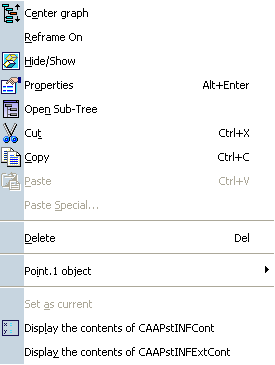 Center graph
Reframe On
Hide/Show
Properties Alt+Enter
Open Sub-Tree
Cut Ctrl+X
Copy Ctrl+C
Paste Ctrl+V
Paste Special...
Delete Del
Point.1 object
Set as current
Display the contents of CAAPstINFCont
Display the contents of CAAPstINFExtCont